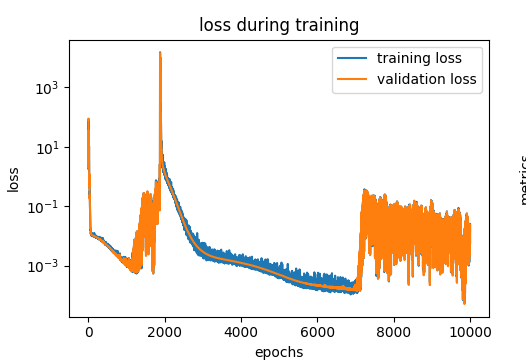 loss during training
training loss
validation loss
10³
10¹
10⁻¹
10⁻³
loss
0
2000
4000
6000
8000
10000
epochs
metrics